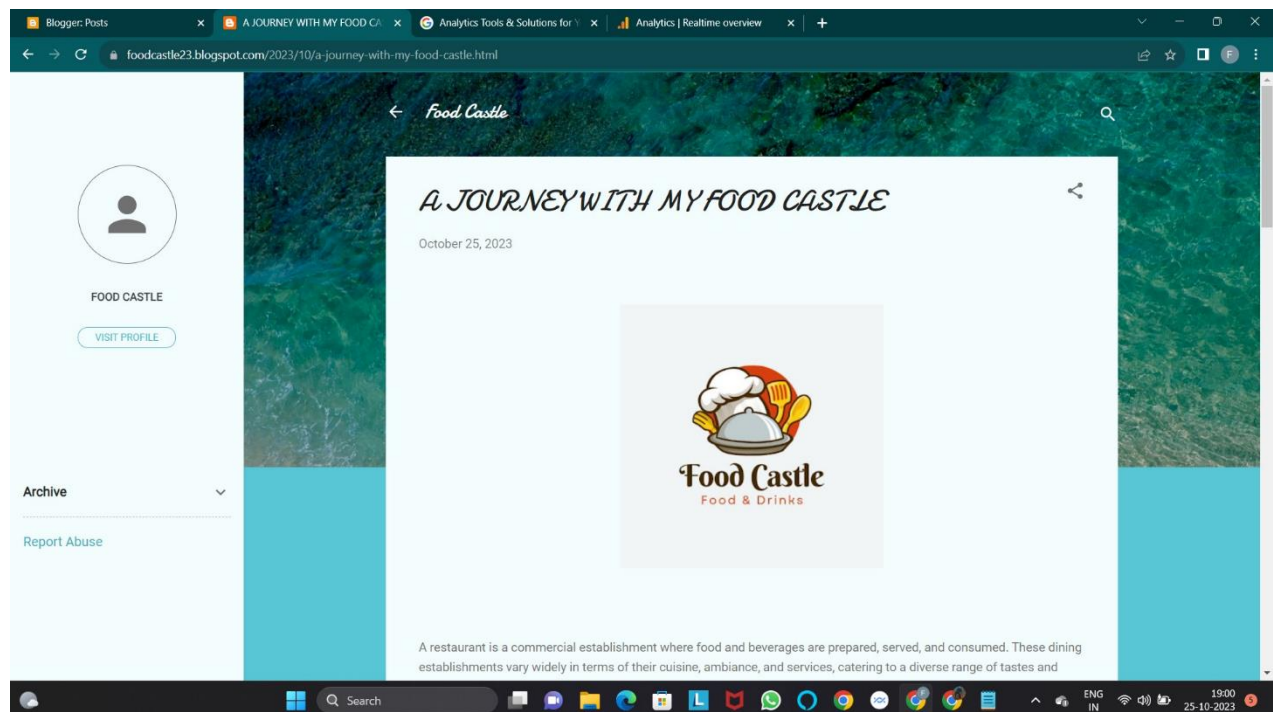 Blogger: Posts
A JOURNEY WITH MY FOOD CA
Analytics Tools & Solutions for Y
Analytics | Realtime overview
foodcastle23.blogspot.com/2023/10/a-journey-with-my-food-castle.html
F
Food Castle
A JOURNEY WITH MY FOOD CASTLE
October 25, 2023
FOOD CASTLE
VISIT PROFILE
Food Castle
Food & Drinks
Archive
Report Abuse
A restaurant is a commercial establishment where food and beverages are prepared, served, and consumed. These dining
establishments vary widely in terms of their cuisine, ambiance, and services, catering to a diverse range of tastes and
Search
L
ENG
IN
19:00
25-10-2023
5